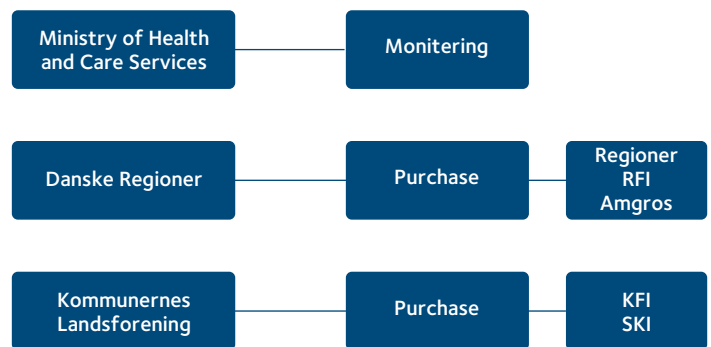 Ministry of Health
and Care Services
Monitering
Danske Regioner
Purchase
Regioner
RFI
Amgros
Kommunernes
Landsforening
Purchase
KFI
SKI